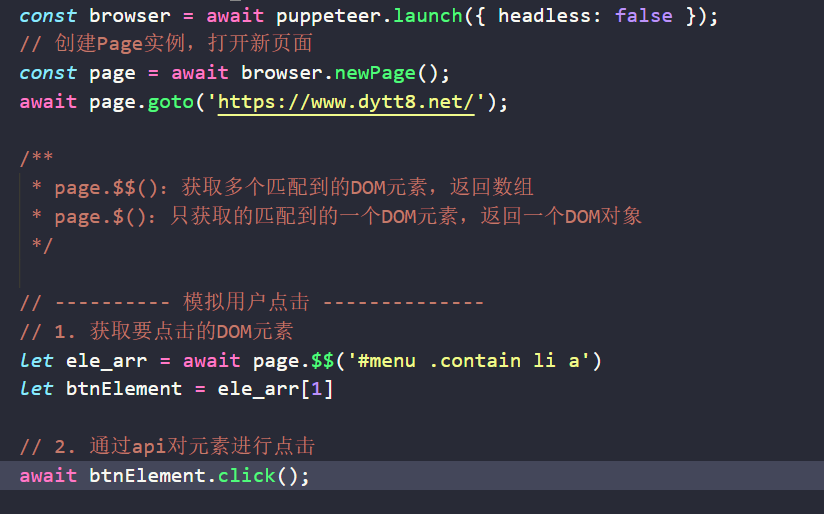 const browser = await puppeteer.launch({ headless: false });
// 创建Page实例，打开新页面
const page = await browser.newPage();
await page.goto('https://www.dytt8.net/');
/**
* page.$$()：获取多个匹配到的DOM元素，返回数组
* page.$()：只获取的匹配到的一个DOM元素，返回一个DOM对象
*/
// ---------- 模拟用户点击 --------------
// 1. 获取要点击的DOM元素
let ele_arr = await page.$$('#menu .contain li a')
let btnElement = ele_arr[1]
// 2. 通过api对元素进行点击
await btnElement.click();